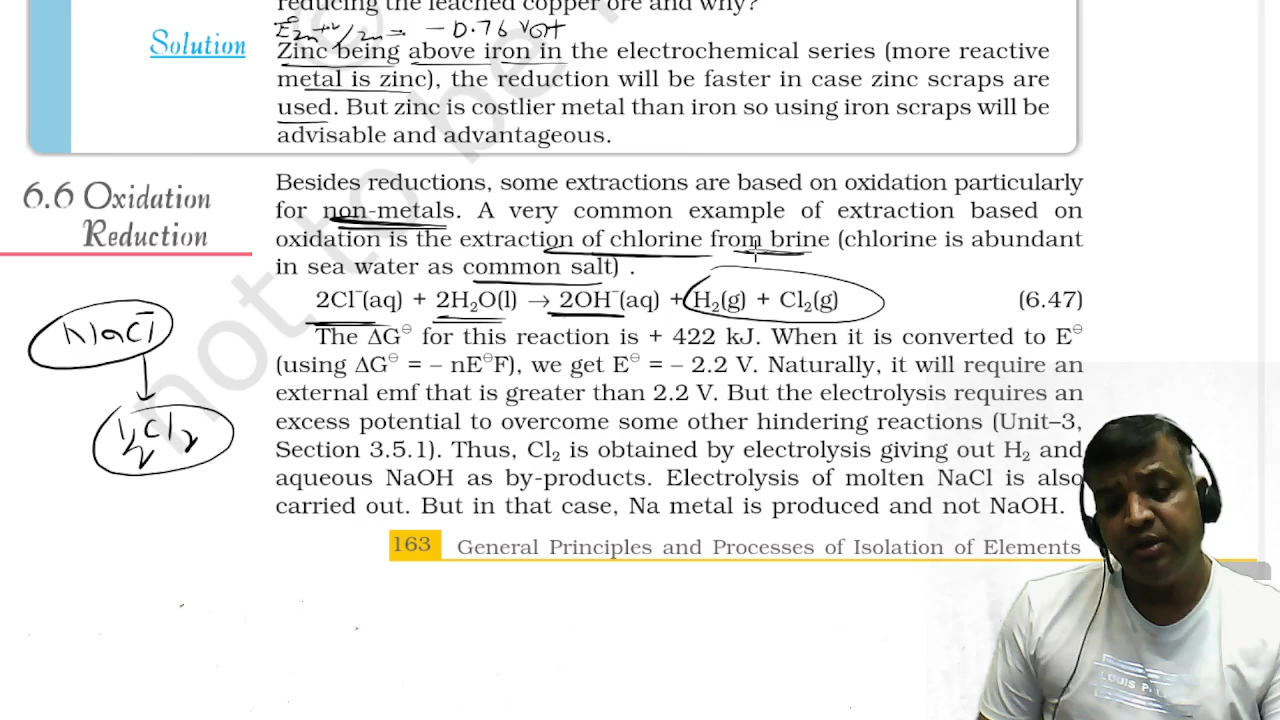 reducing the leached copper ore and why?
E⊖Zn⁺²/Zn = −0.76 Volt
Solution
Zinc being above iron in the electrochemical series (more reactive
metal is zinc), the reduction will be faster in case zinc scraps are
used. But zinc is costlier metal than iron so using iron scraps will be
advisable and advantageous.
6.6 Oxidation
Reduction
Besides reductions, some extractions are based on oxidation particularly
for non-metals. A very common example of extraction based on
oxidation is the extraction of chlorine from brine (chlorine is abundant
in sea water as common salt) .
2Cl⁻(aq) + 2H₂O(l) → 2OH⁻(aq) + H₂(g) + Cl₂(g) (6.47)
The ΔG⊖ for this reaction is + 422 kJ. When it is converted to E⊖
(using ΔG⊖ = – nE⊖F), we get E⊖ = – 2.2 V. Naturally, it will require an
external emf that is greater than 2.2 V. But the electrolysis requires an
excess potential to overcome some other hindering reactions (Unit–3,
Section 3.5.1). Thus, Cl₂ is obtained by electrolysis giving out H₂ and
aqueous NaOH as by-products. Electrolysis of molten NaCl is also
carried out. But in that case, Na metal is produced and not NaOH.
NaCl⁻
½Cl₂
163 General Principles and Processes of Isolation of Elements
not to be
LOUIS P